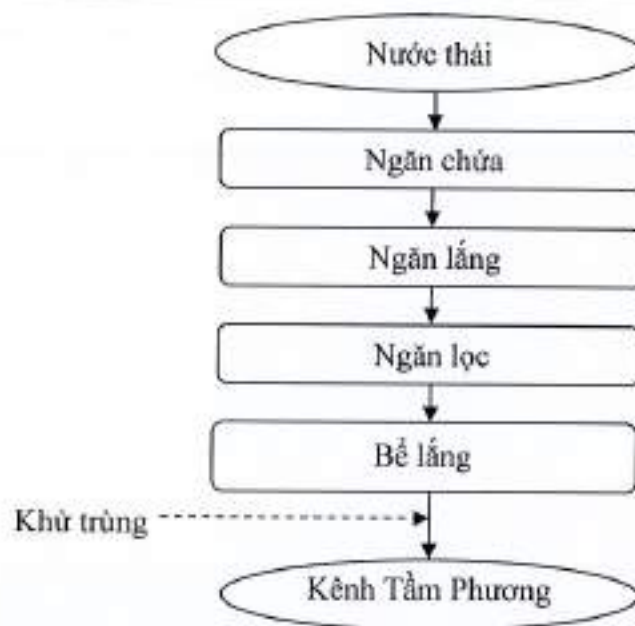 Nước thải
Ngăn chứa
Ngăn lắng
Ngăn lọc
Bể lắng
Khử trùng
Kênh Tầm Phương